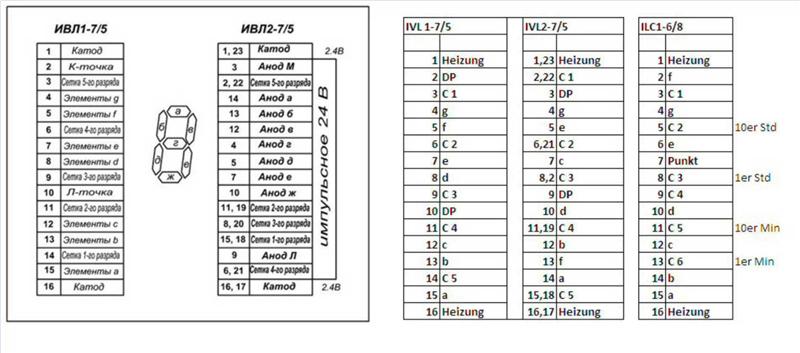 ИВЛ1-7/5
1 Катод
2 К-точка
3 Сетка 5-го разряда
4 Элементы g
5 Элементы f
6 Сетка 4-го разряда
7 Элементы e
8 Элементы d
9 Сетка 3-го разряда
10 Л-точка
11 Сетка 2-го разряда
12 Элементы c
13 Элементы b
14 Сетка 1-го разряда
15 Элементы a
16 Катод
а
б
в
г
д
е
ж
ИВЛ2-7/5
1, 23 Катод 2.4В
3 Анод М
2, 22 Сетка 5-го разряда
14 Анод а
13 Анод б
12 Анод в
4 Анод г
5 Анод д
7 Анод е
10 Анод ж
11, 19 Сетка 2-го разряда
8, 20 Сетка 3-го разряда
15, 18 Сетка 1-го разряда
9 Анод Л
6, 21 Сетка 4-го разряда
16, 17 Катод 2.4В
импульсное 24 В
IVL 1-7/5
1 Heizung
2 DP
3 C 1
4 g
5 f
6 C 2
7 e
8 d
9 C 3
10 DP
11 C 4
12 c
13 b
14 C 5
15 a
16 Heizung
IVL2-7/5
1,23 Heizung
2,22 C 1
3 DP
4 g
5 e
6,21 C 2
7 c
8,2 C 3
9 DP
10 d
11,19 C 4
12 b
13 f
14 a
15,18 C 5
16,17 Heizung
ILC1-6/8
1 Heizung
2 f
3 C 1
4 g
5 C 2 10er Std
6 e
7 Punkt
8 C 3 1er Std
9 C 4
10 d
11 C 5 10er Min
12 c
13 C 6 1er Min
14 b
15 a
16 Heizung